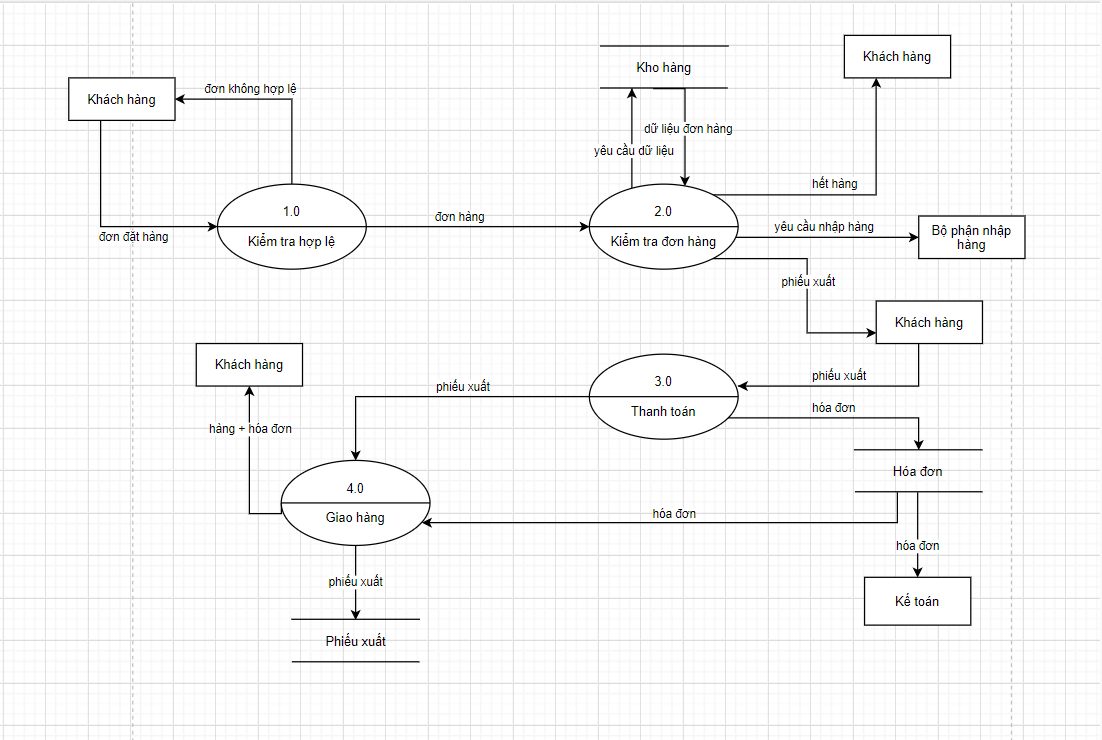 Khách hàng
Kho hàng
Khách hàng
đơn không hợp lệ
dữ liệu đơn hàng
yêu cầu dữ liệu
hết hàng
1.0
Kiểm tra hợp lệ
đơn đặt hàng
đơn hàng
2.0
Kiểm tra đơn hàng
yêu cầu nhập hàng
Bộ phận nhập
hàng
phiếu xuất
Khách hàng
Khách hàng
phiếu xuất
3.0
Thanh toán
phiếu xuất
hóa đơn
hàng + hóa đơn
Hóa đơn
4.0
Giao hàng
hóa đơn
hóa đơn
phiếu xuất
Kế toán
Phiếu xuất